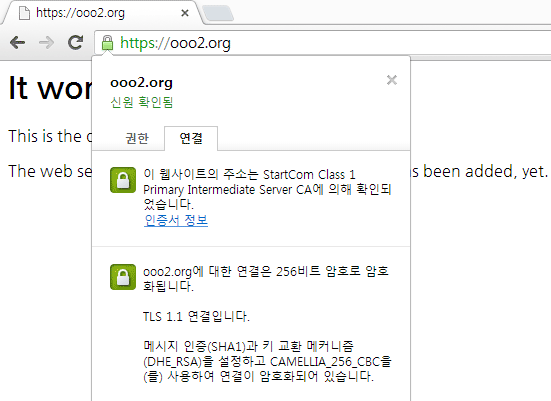 https://ooo2.org
https://ooo2.org
It wor
This is the d
The web se
as been added, yet.
ooo2.org
신원 확인됨
권한
연결
이 웹사이트의 주소는 StartCom Class 1
Primary Intermediate Server CA에 의해 확인되
었습니다.
인증서 정보
ooo2.org에 대한 연결은 256비트 암호로 암호
화됩니다.
TLS 1.1 연결입니다.
메시지 인증(SHA1)과 키 교환 메커니즘
(DHE_RSA)을 설정하고 CAMELLIA_256_CBC을
(를) 사용하여 연결이 암호화되어 있습니다.